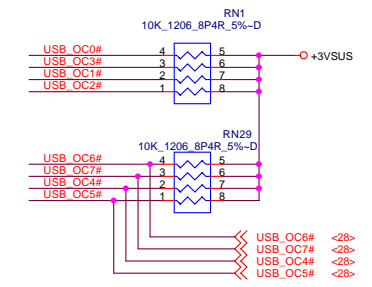 RN1
10K_1206_8P4R_5%~D
USB_OC0# 4 5 +3VSUS
USB_OC3# 3 6
USB_OC1# 2 7
USB_OC2# 1 8
RN29
10K_1206_8P4R_5%~D
USB_OC6# 4 5
USB_OC7# 3 6
USB_OC4# 2 7
USB_OC5# 1 8
USB_OC6# <28>
USB_OC7# <28>
USB_OC4# <28>
USB_OC5# <28>